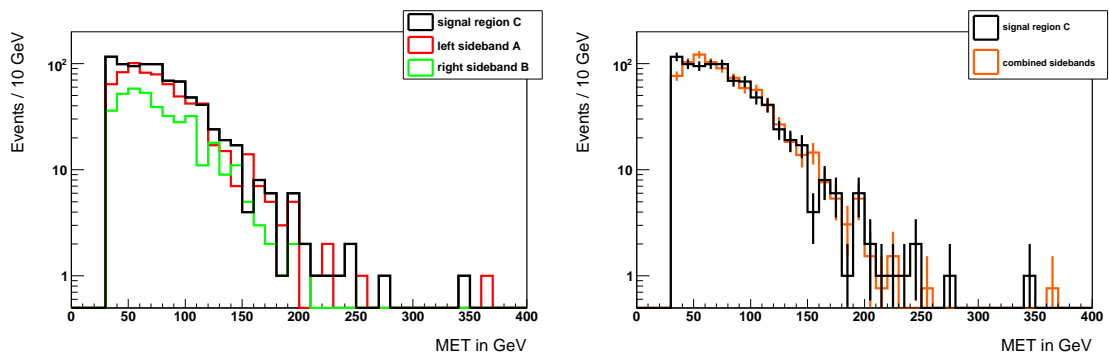 signal region C
left sideband A
right sideband B
Events / 10 GeV
10²
10
1
0 50 100 150 200 250 300 350 400
MET in GeV
signal region C
combined sidebands
Events / 10 GeV
10²
10
1
0 50 100 150 200 250 300 350 400
MET in GeV